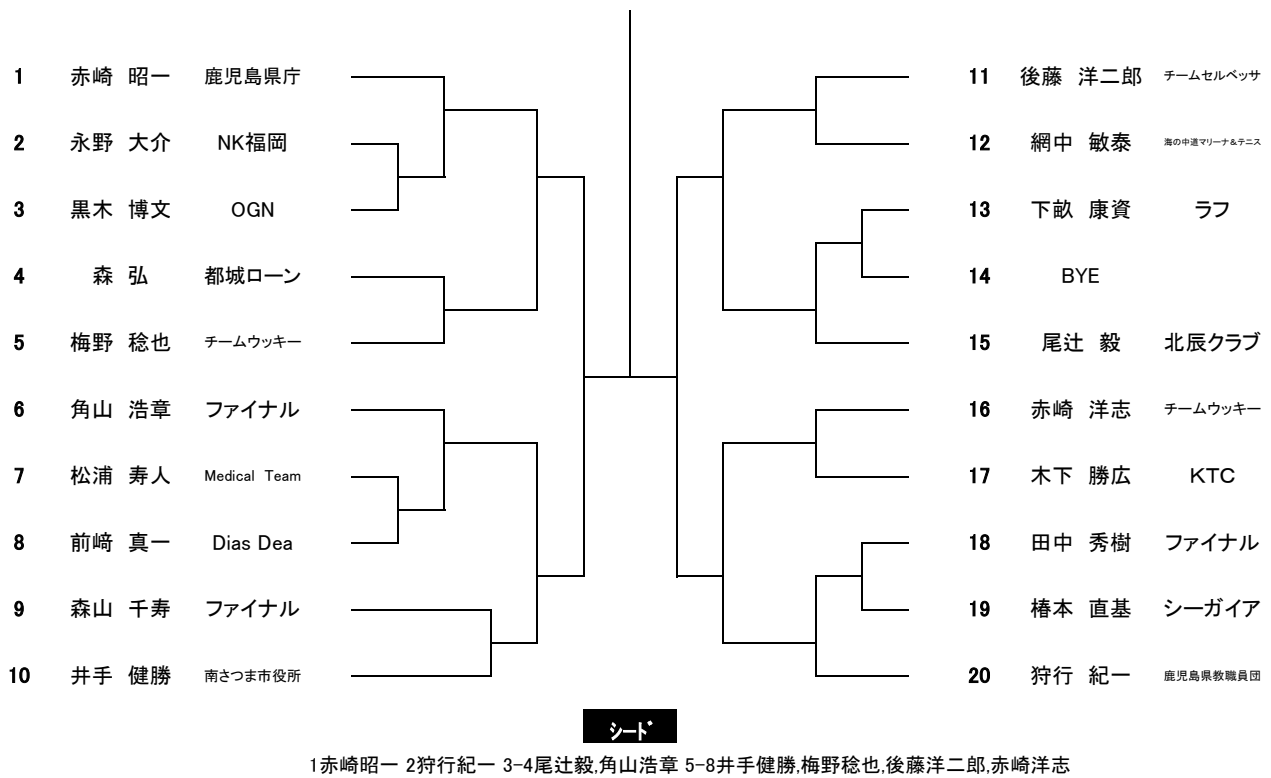 1 赤崎 昭一 鹿児島県庁
2 永野 大介 NK福岡
3 黒木 博文 OGN
4 森 弘 都城ローン
5 梅野 稔也 チームウッキー
6 角山 浩章 ファイナル
7 松浦 寿人 Medical Team
8 前﨑 真一 Dias Dea
9 森山 千寿 ファイナル
10 井手 健勝 南さつま市役所
11 後藤 洋二郎 チームセルベッサ
12 網中 敏泰 海の中道マリーナ&テニス
13 下畝 康資 ラフ
14 BYE
15 尾辻 毅 北辰クラブ
16 赤崎 洋志 チームウッキー
17 木下 勝広 KTC
18 田中 秀樹 ファイナル
19 椿本 直基 シーガイア
20 狩行 紀一 鹿児島県教職員団
シード
1赤崎昭一 2狩行紀一 3-4尾辻毅,角山浩章 5-8井手健勝,梅野稔也,後藤洋二郎,赤崎洋志